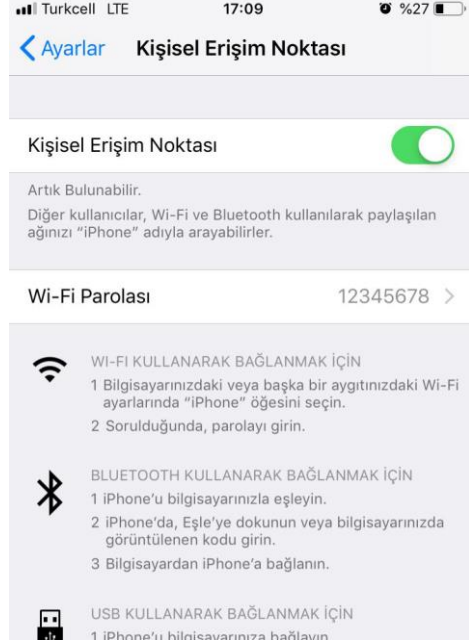 Turkcell LTE 17:09 %27
Ayarlar Kişisel Erişim Noktası
Kişisel Erişim Noktası
Artık Bulunabilir.
Diğer kullanıcılar, Wi-Fi ve Bluetooth kullanılarak paylaşılan
ağınızı “iPhone” adıyla arayabilirler.
Wi-Fi Parolası 12345678
WI-FI KULLANARAK BAĞLANMAK İÇİN
1 Bilgisayarınızdaki veya başka bir aygıtınızdaki Wi-Fi
ayarlarında “iPhone” öğesini seçin.
2 Sorulduğunda, parolayı girin.
BLUETOOTH KULLANARAK BAĞLANMAK İÇİN
1 iPhone’u bilgisayarınızla eşleyin.
2 iPhone’da, Eşle’ye dokunun veya bilgisayarınızda
görüntülenen kodu girin.
3 Bilgisayardan iPhone’a bağlanın.
USB KULLANARAK BAĞLANMAK İÇİN
1 iPhone’u bilgisayarınıza bağlayın.